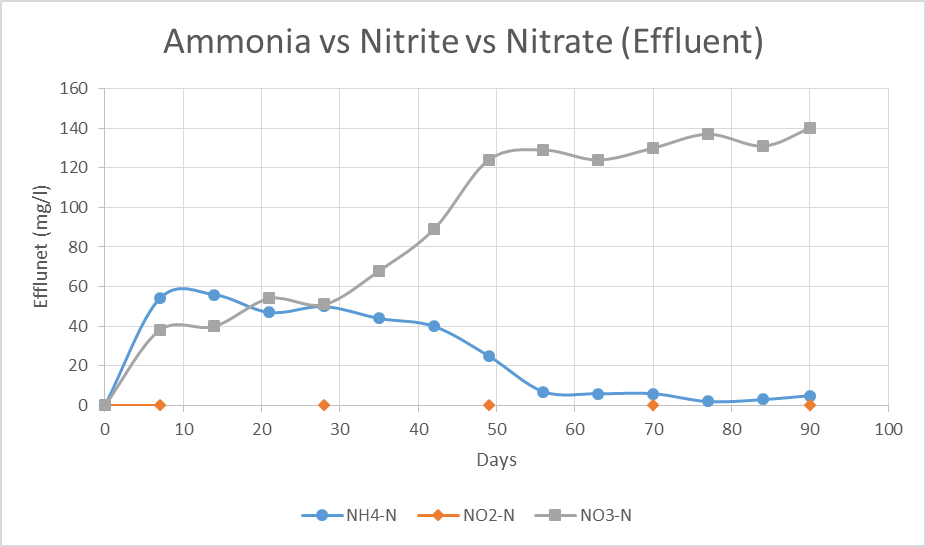 Ammonia vs Nitrite vs Nitrate (Effluent)
160
140
120
100
80
60
40
20
0
Efflunet (mg/l)
0 10 20 30 40 50 60 70 80 90 100
Days
NH4-N NO2-N NO3-N